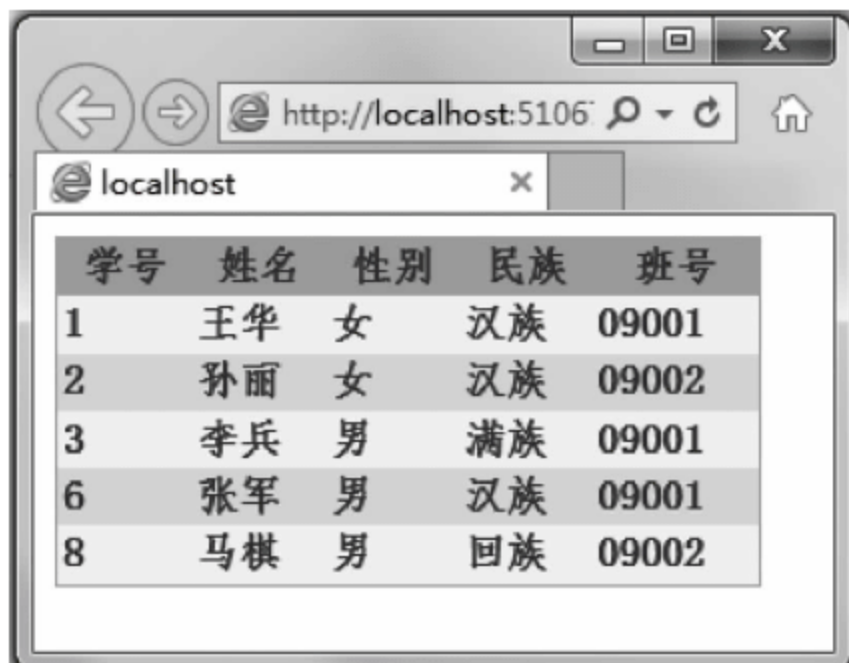 http://localhost:5106
localhost
学号 姓名 性别 民族 班号
1 王华 女 汉族 09001
2 孙丽 女 汉族 09002
3 李兵 男 满族 09001
6 张军 男 汉族 09001
8 马棋 男 回族 09002